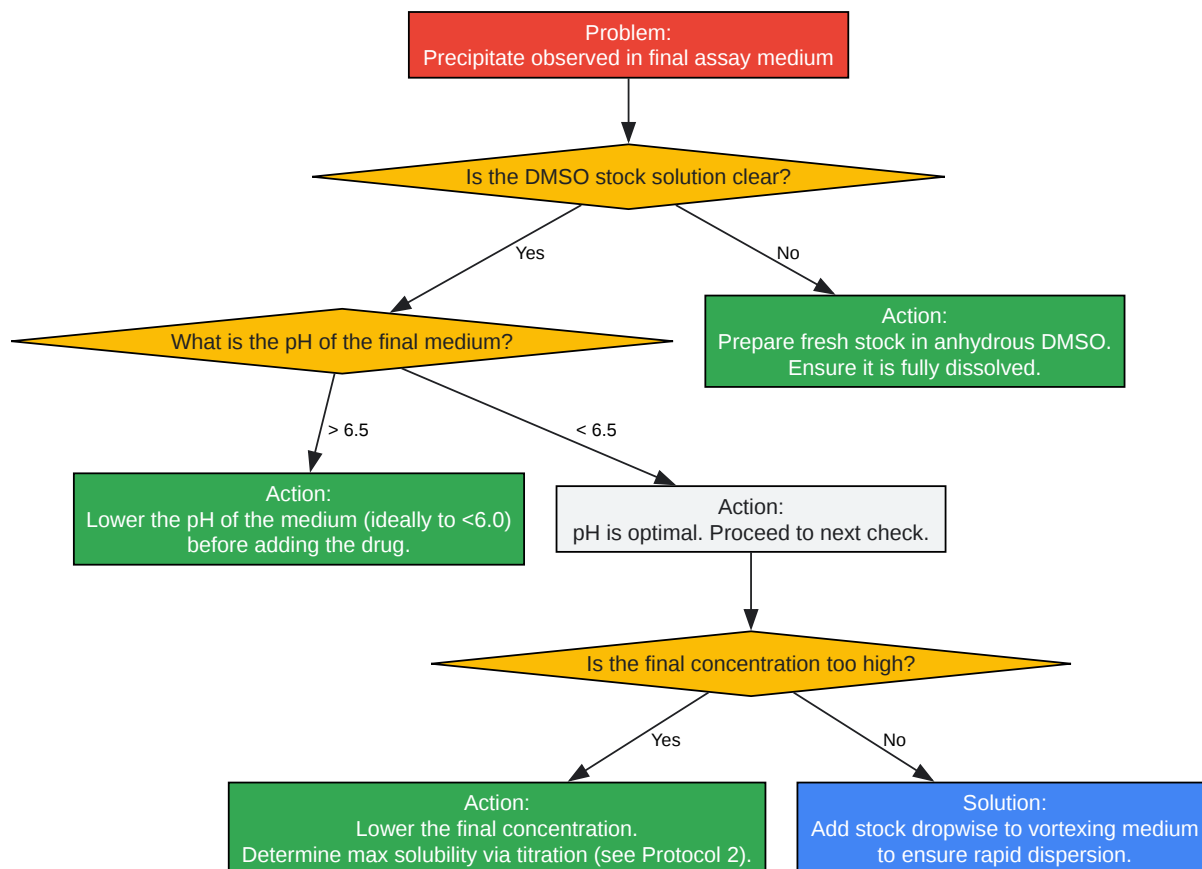 Problem:
Precipitate observed in final assay medium
Is the DMSO stock solution clear?
Yes
No
What is the pH of the final medium?
Action:
Prepare fresh stock in anhydrous DMSO.
Ensure it is fully dissolved.
> 6.5
< 6.5
Action:
Lower the pH of the medium (ideally to <6.0)
before adding the drug.
Action:
pH is optimal. Proceed to next check.
Is the final concentration too high?
Yes
No
Action:
Lower the final concentration.
Determine max solubility via titration (see Protocol 2).
Solution:
Add stock dropwise to vortexing medium
to ensure rapid dispersion.